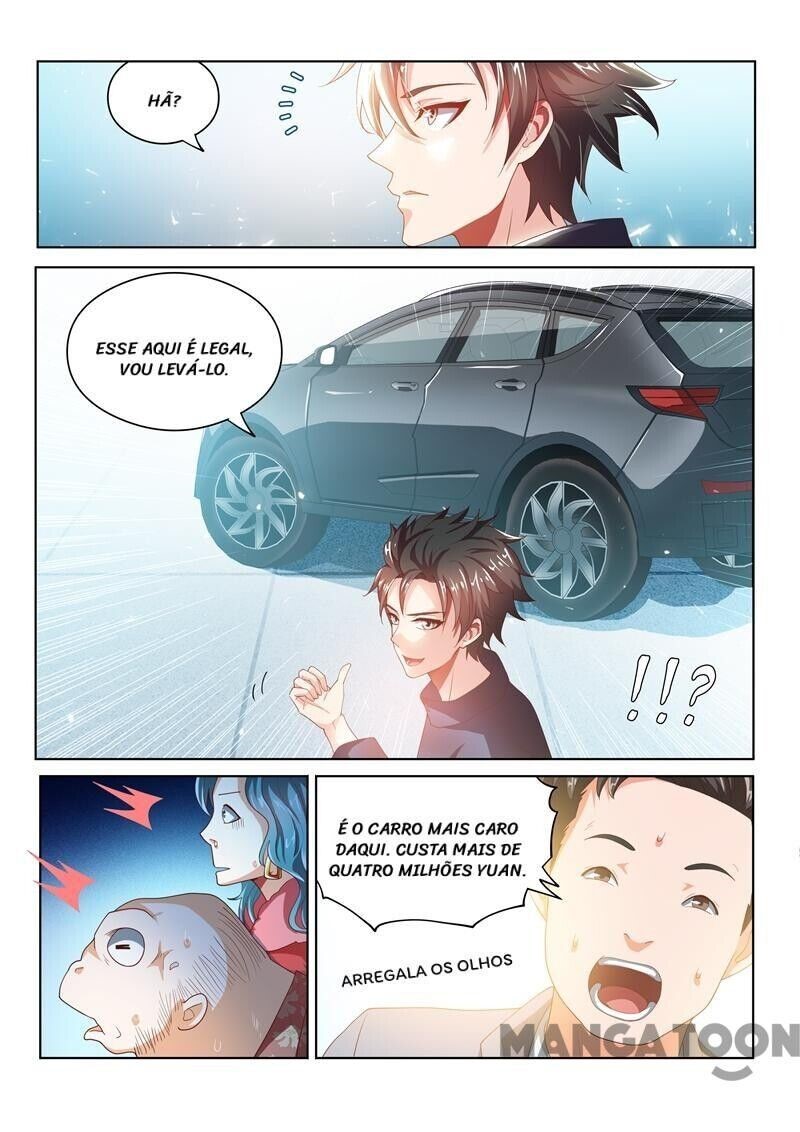 HÃ?
ESSE AQUI É LEGAL,
VOU LEVÁ-LO.
!!?
É O CARRO MAIS CARO
DAQUI. CUSTA MAIS DE
QUATRO MILHÕES YUAN.
ARREGALA OS OLHOS
MANGATOON